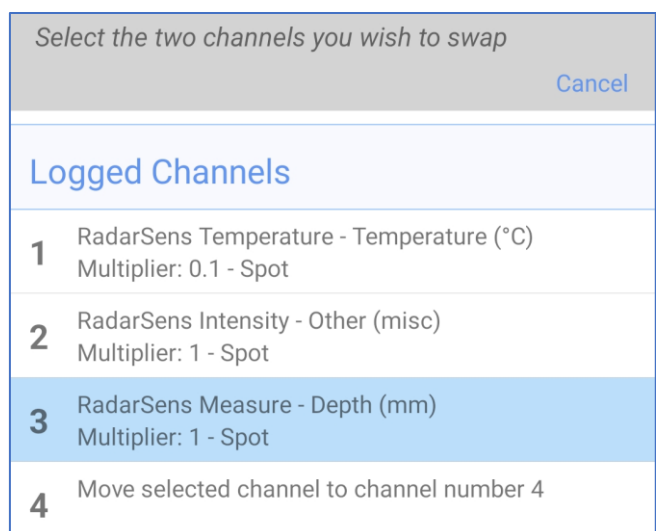 Select the two channels you wish to swap
Cancel
Logged Channels
1
RadarSens Temperature - Temperature (°C)
Multiplier: 0.1 - Spot
2
RadarSens Intensity - Other (misc)
Multiplier: 1 - Spot
3
RadarSens Measure - Depth (mm)
Multiplier: 1 - Spot
4
Move selected channel to channel number 4